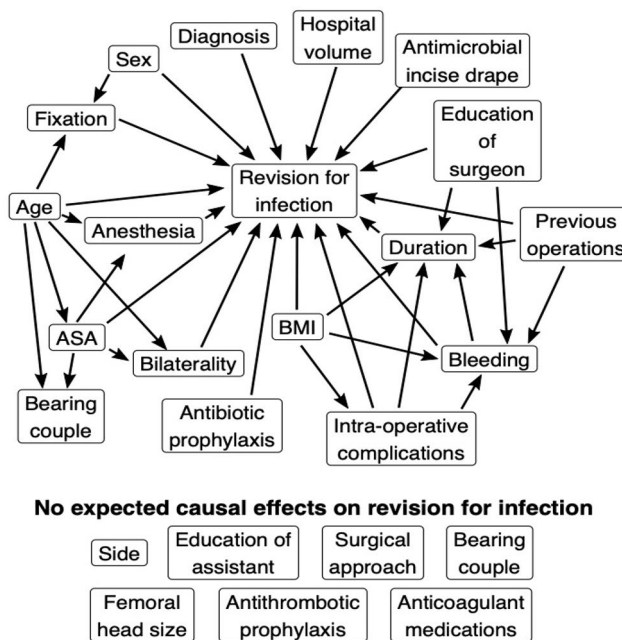 Hospital
volume
Diagnosis
Sex
Antimicrobial
incise drape
Fixation
Education
of
surgeon
Revision for
infection
Age
Anesthesia
Previous
operations
Duration
ASA
BMI
Bilaterality
Bleeding
Bearing
couple
Antibiotic
prophylaxis
Intra-operative
complications
No expected causal effects on revision for infection
Side
Education of
assistant
Surgical
approach
Bearing
couple
Femoral
head size
Antithrombotic
prophylaxis
Anticoagulant
medications